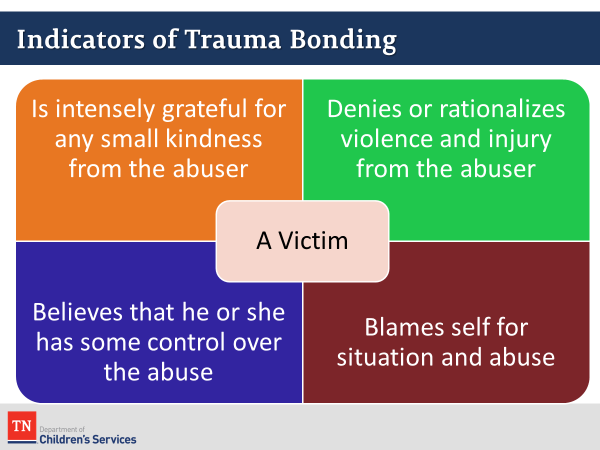 Indicators of Trauma Bonding
Is intensely grateful for
any small kindness
from the abuser
Denies or rationalizes
violence and injury
from the abuser
A Victim
Believes that he or she
has some control over
the abuse
Blames self for
situation and abuse
TN
Department of
Children's Services